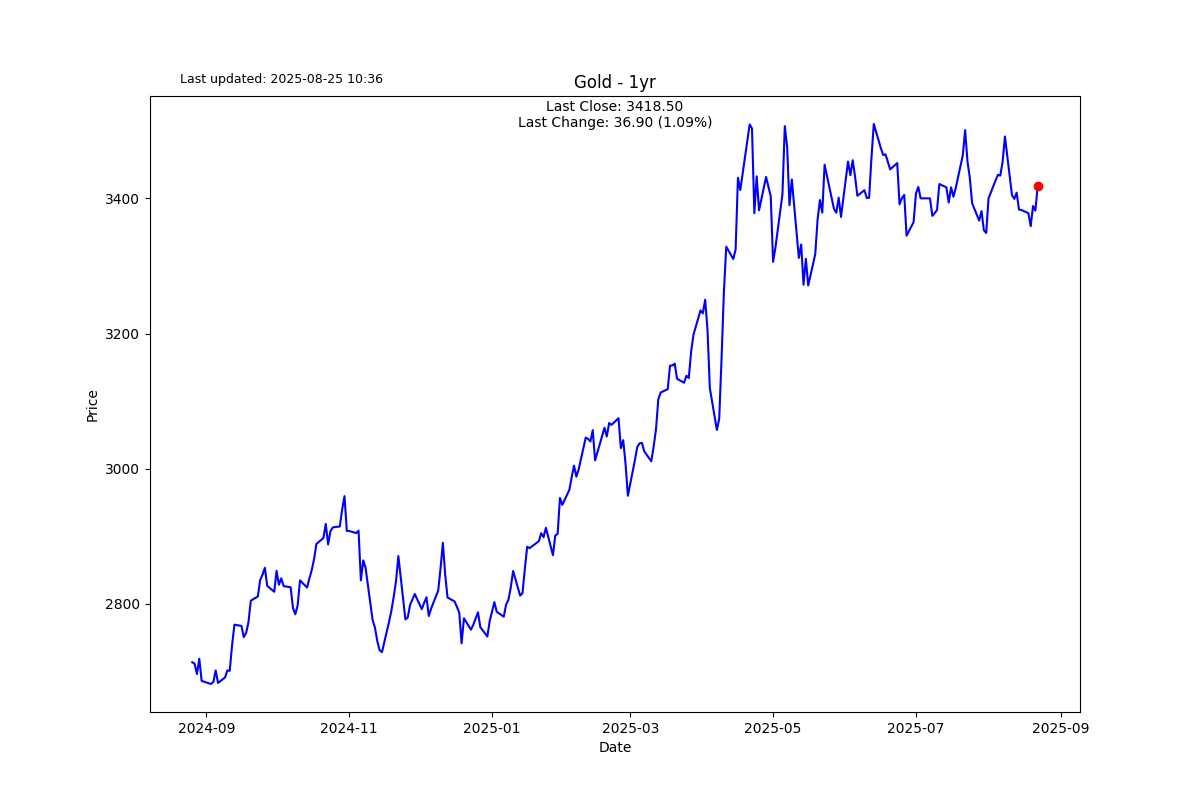 Last updated: 2025-08-25 10:36
Gold - 1yr
Last Close: 3418.50
Last Change: 36.90 (1.09%)
3400
3200
3000
2800
Price
2024-09
2024-11
2025-01
2025-03
2025-05
2025-07
2025-09
Date